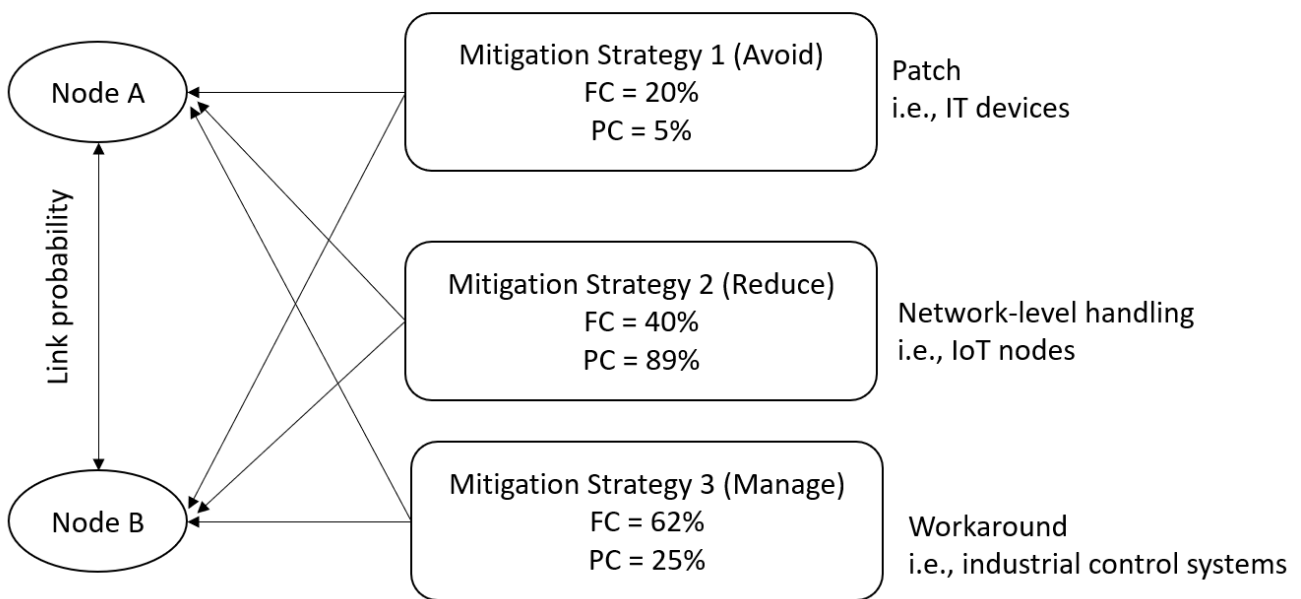 Node A
Link probability
Node B
Mitigation Strategy 1 (Avoid)
FC = 20%
PC = 5%
Patch
i.e., IT devices
Mitigation Strategy 2 (Reduce)
FC = 40%
PC = 89%
Network-level handling
i.e., IoT nodes
Mitigation Strategy 3 (Manage)
FC = 62%
PC = 25%
Workaround
i.e., industrial control systems